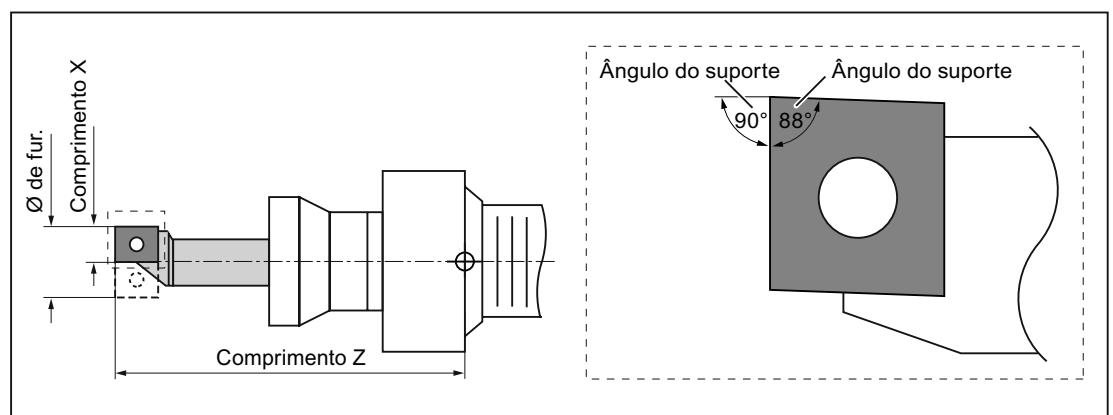 Ø de fur.
Comprimento X
Comprimento Z
Ângulo do suporte
Ângulo do suporte
90°
88°